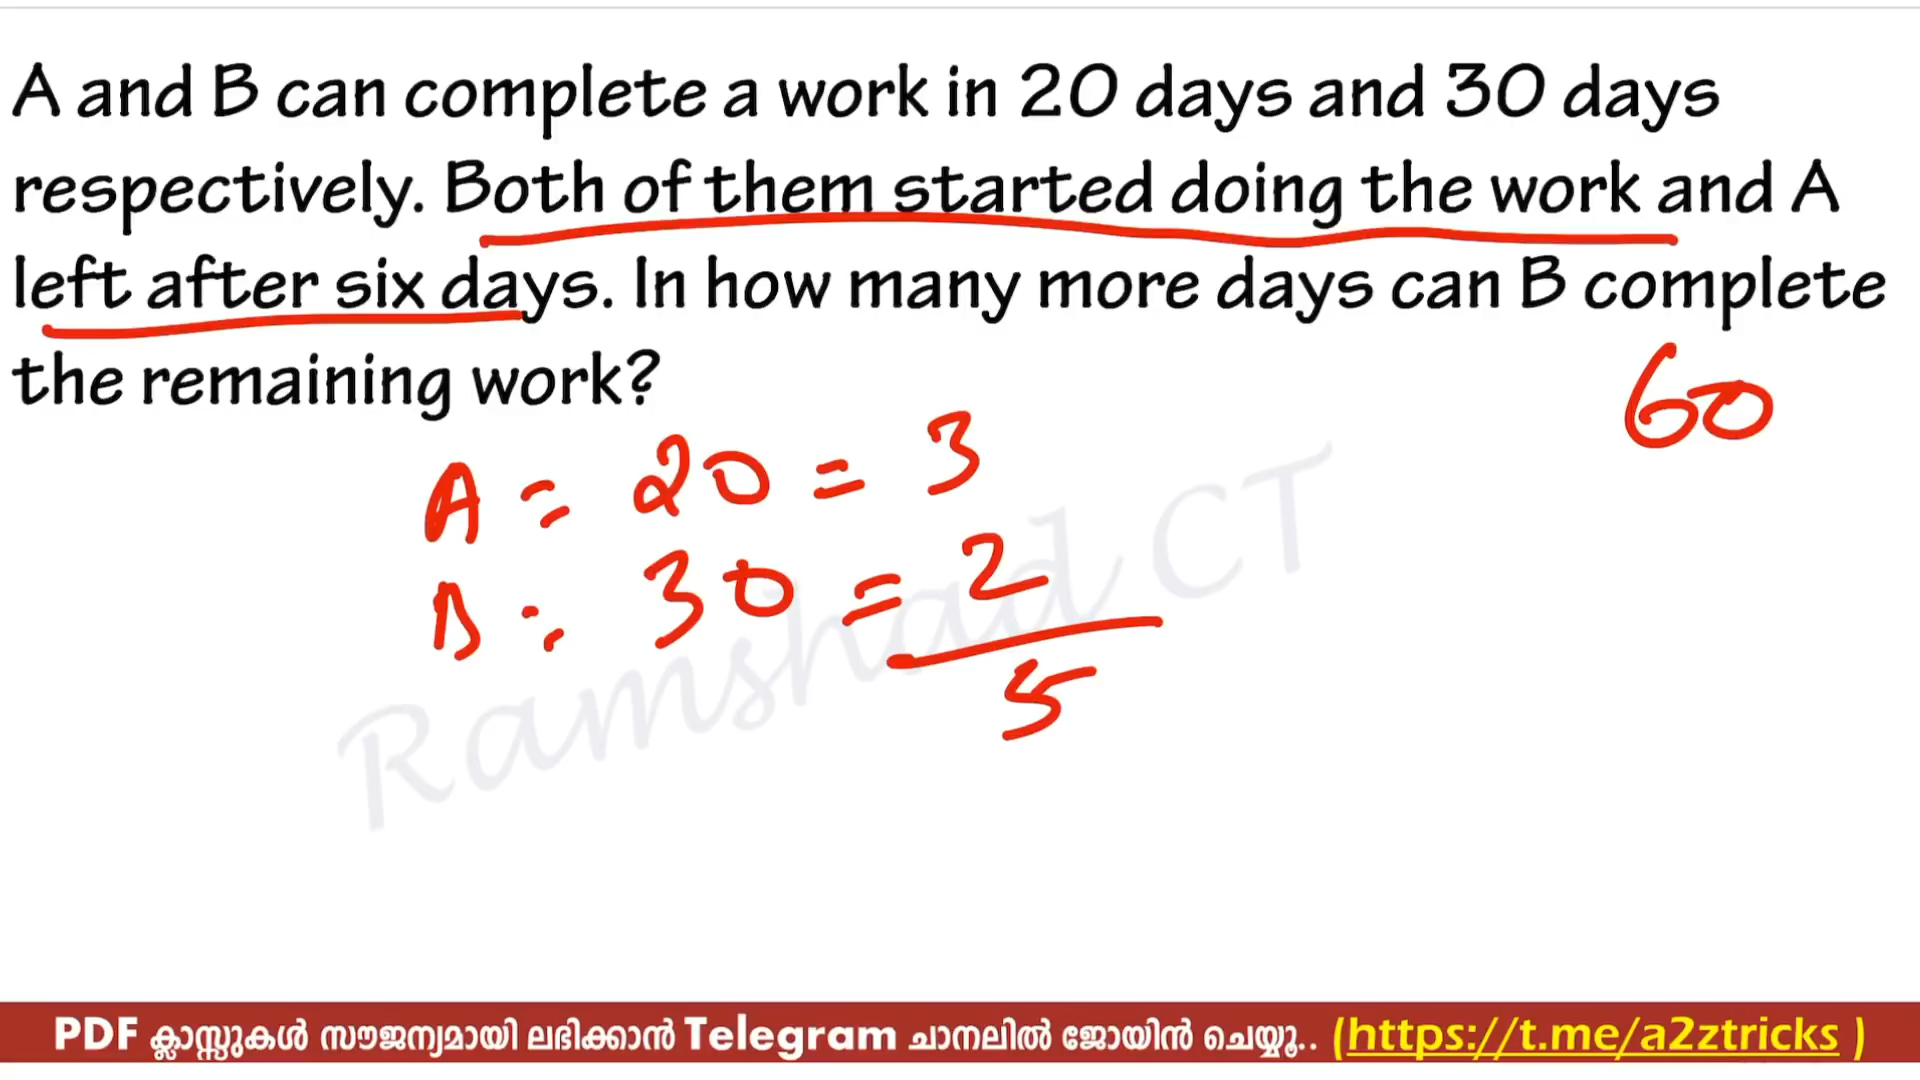 A and B can complete a work in 20 days and 30 days
respectively. Both of them started doing the work and A
left after six days. In how many more days can B complete
the remaining work?
60
A = 20 = 3
B = 30 = 2
5
Ramshad CT
PDF ക്ലാസ്സുകൾ സൗജന്യമായി ലഭിക്കാൻ Telegram ചാനലിൽ ജോയിൻ ചെയ്യൂ.. (https://t.me/a2ztricks )